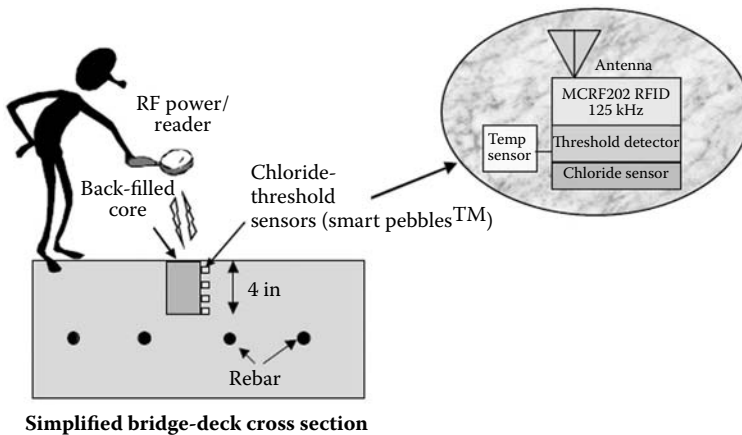 RF power/
reader
Back-filled
core
Chloride-
threshold
sensors (smart pebbles™)
4 in
Rebar
Simplified bridge-deck cross section
Antenna
MCRF202 RFID
125 kHz
Temp
sensor
Threshold detector
Chloride sensor